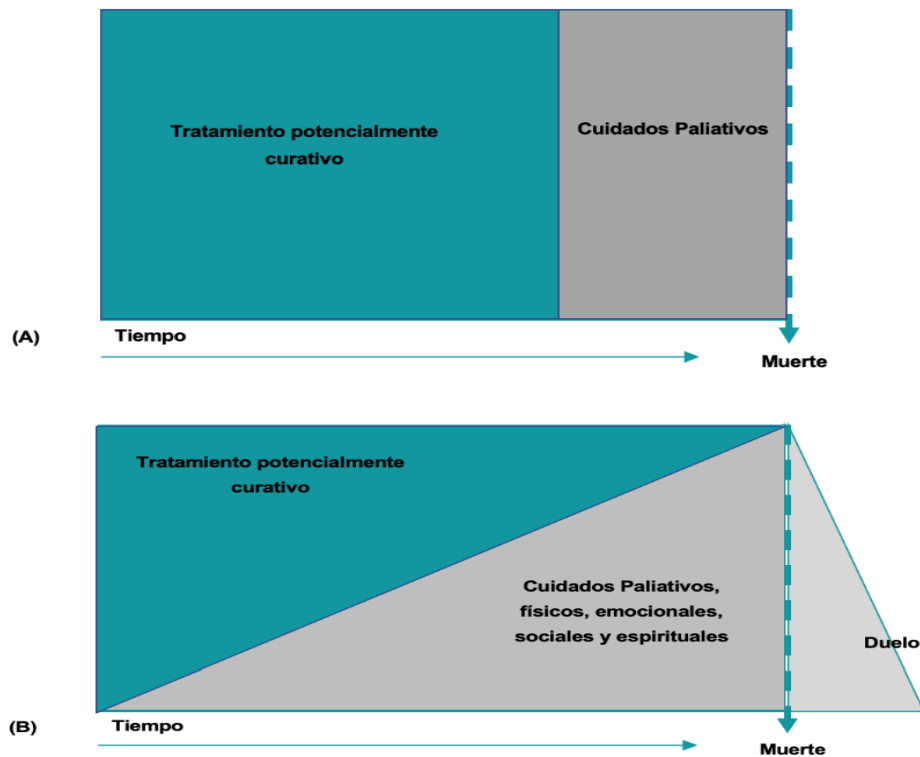 Tratamiento potencialmente
curativo
Cuidados Paliativos
(A)
Tiempo
Muerte
Tratamiento potencialmente
curativo
Cuidados Paliativos,
físicos, emocionales,
sociales y espirituales
Duelo
(B)
Tiempo
Muerte